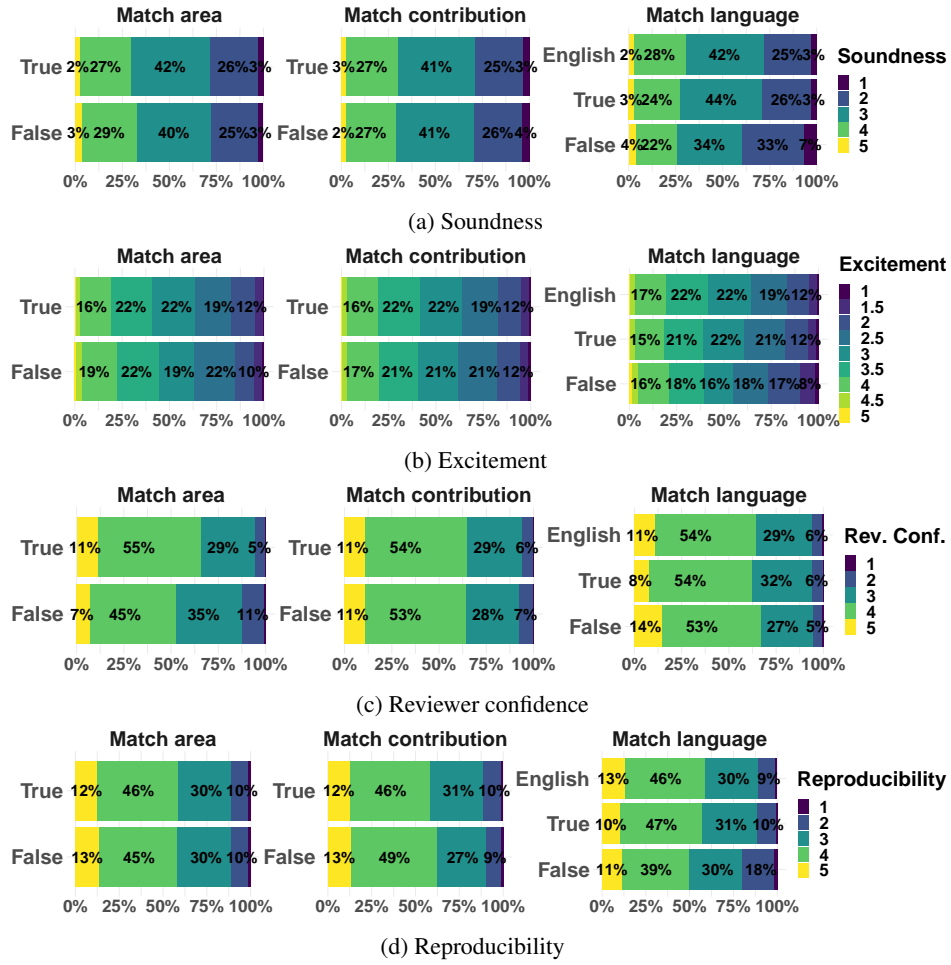 Match area Match contribution Match language
True 2% 27% 42% 26% 3% True 3% 27% 41% 25% 3% English 2% 28% 42% 25% 3%
True 3% 24% 44% 26% 3%
False 3% 29% 40% 25% 3% False 2% 27% 41% 26% 4% False 4% 22% 34% 33% 7%
0% 25% 50% 75% 100% 0% 25% 50% 75% 100% 0% 25% 50% 75% 100%
Soundness
1
2
3
4
5
(a) Soundness
Match area Match contribution Match language
True 16% 22% 22% 19% 12% True 16% 22% 22% 19% 12% English 17% 22% 22% 19% 12%
True 15% 21% 22% 21% 12%
False 19% 22% 19% 22% 10% False 17% 21% 21% 21% 12% False 16% 18% 16% 18% 17% 8%
0% 25% 50% 75% 100% 0% 25% 50% 75% 100% 0% 25% 50% 75% 100%
Excitement
1
1.5
2
2.5
3
3.5
4
4.5
5
(b) Excitement
Match area Match contribution Match language
True 11% 55% 29% 5% True 11% 54% 29% 6% English 11% 54% 29% 6%
True 8% 54% 32% 6%
False 7% 45% 35% 11% False 11% 53% 28% 7% False 14% 53% 27% 5%
0% 25% 50% 75% 100% 0% 25% 50% 75% 100% 0% 25% 50% 75% 100%
Rev. Conf.
1
2
3
4
5
(c) Reviewer confidence
Match area Match contribution Match language
True 12% 46% 30% 10% True 12% 46% 31% 10% English 13% 46% 30% 9%
True 10% 47% 31% 10%
False 13% 45% 30% 10% False 13% 49% 27% 9% False 11% 39% 30% 18%
0% 25% 50% 75% 100% 0% 25% 50% 75% 100% 0% 25% 50% 75% 100%
Reproducibility
1
2
3
4
5
(d) Reproducibility